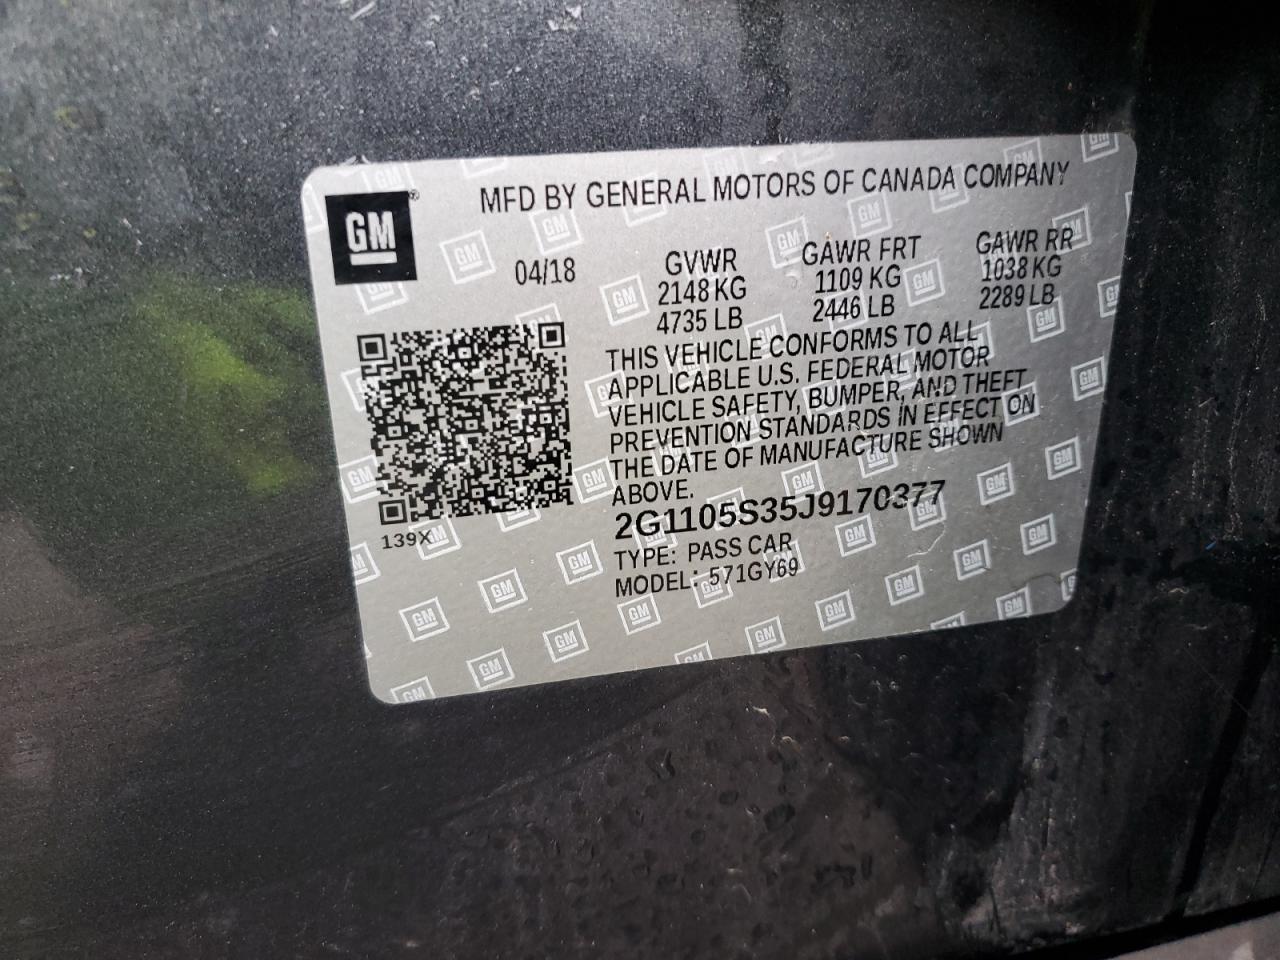 GM
MFD BY GENERAL MOTORS OF CANADA COMPANY
04/18
GVWR
2148 KG
4735 LB
GAWR FRT
1109 KG
2446 LB
GAWR RR
1038 KG
2289 LB
THIS VEHICLE CONFORMS TO ALL
APPLICABLE U.S. FEDERAL MOTOR
VEHICLE SAFETY, BUMPER, AND THEFT
PREVENTION STANDARDS IN EFFECT ON
THE DATE OF MANUFACTURE SHOWN
ABOVE.
2G1105S35J9170377
TYPE: PASS CAR
MODEL: 571GY69
139X